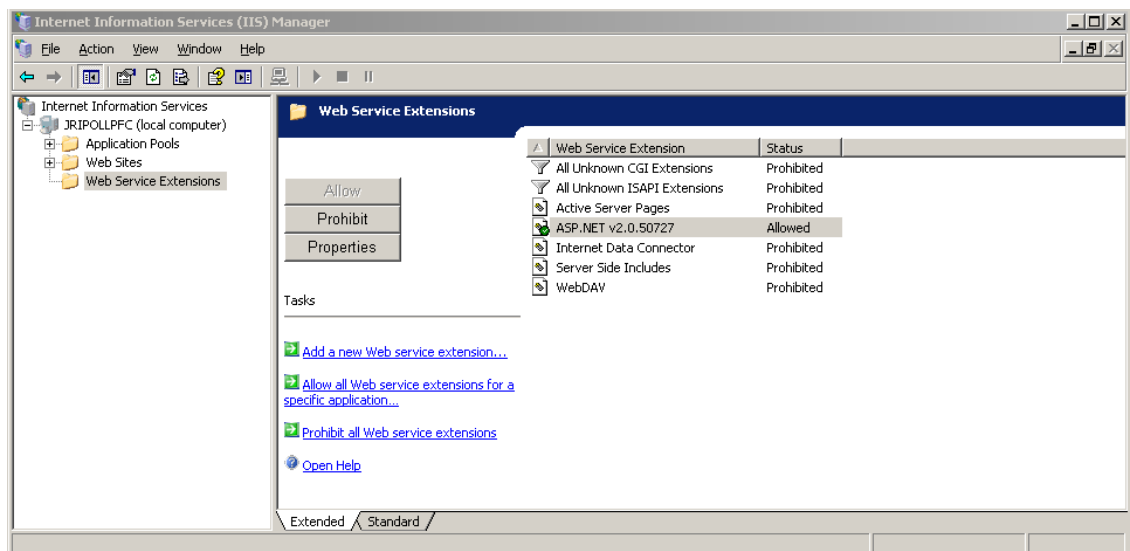 Internet Information Services (IIS) Manager
File Action View Window Help
Internet Information Services
JRIPOLLPFC (local computer)
Application Pools
Web Sites
Web Service Extensions
Web Service Extensions
Allow
Prohibit
Properties
Tasks
Add a new Web service extension...
Allow all Web service extensions for a
specific application...
Prohibit all Web service extensions
Open Help
Web Service Extension Status
All Unknown CGI Extensions Prohibited
All Unknown ISAPI Extensions Prohibited
Active Server Pages Prohibited
ASP.NET v2.0.50727 Allowed
Internet Data Connector Prohibited
Server Side Includes Prohibited
WebDAV Prohibited
Extended Standard